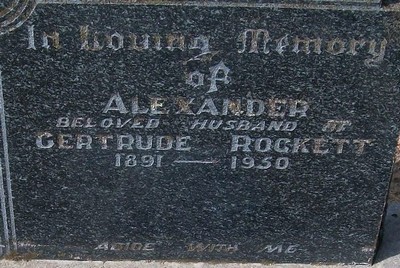 In Loving Memory
of
ALEXANDER
BELOVED HUSBAND OF
GERTRUDE ROCKETT
1891 — 1950
ABIDE WITH ME